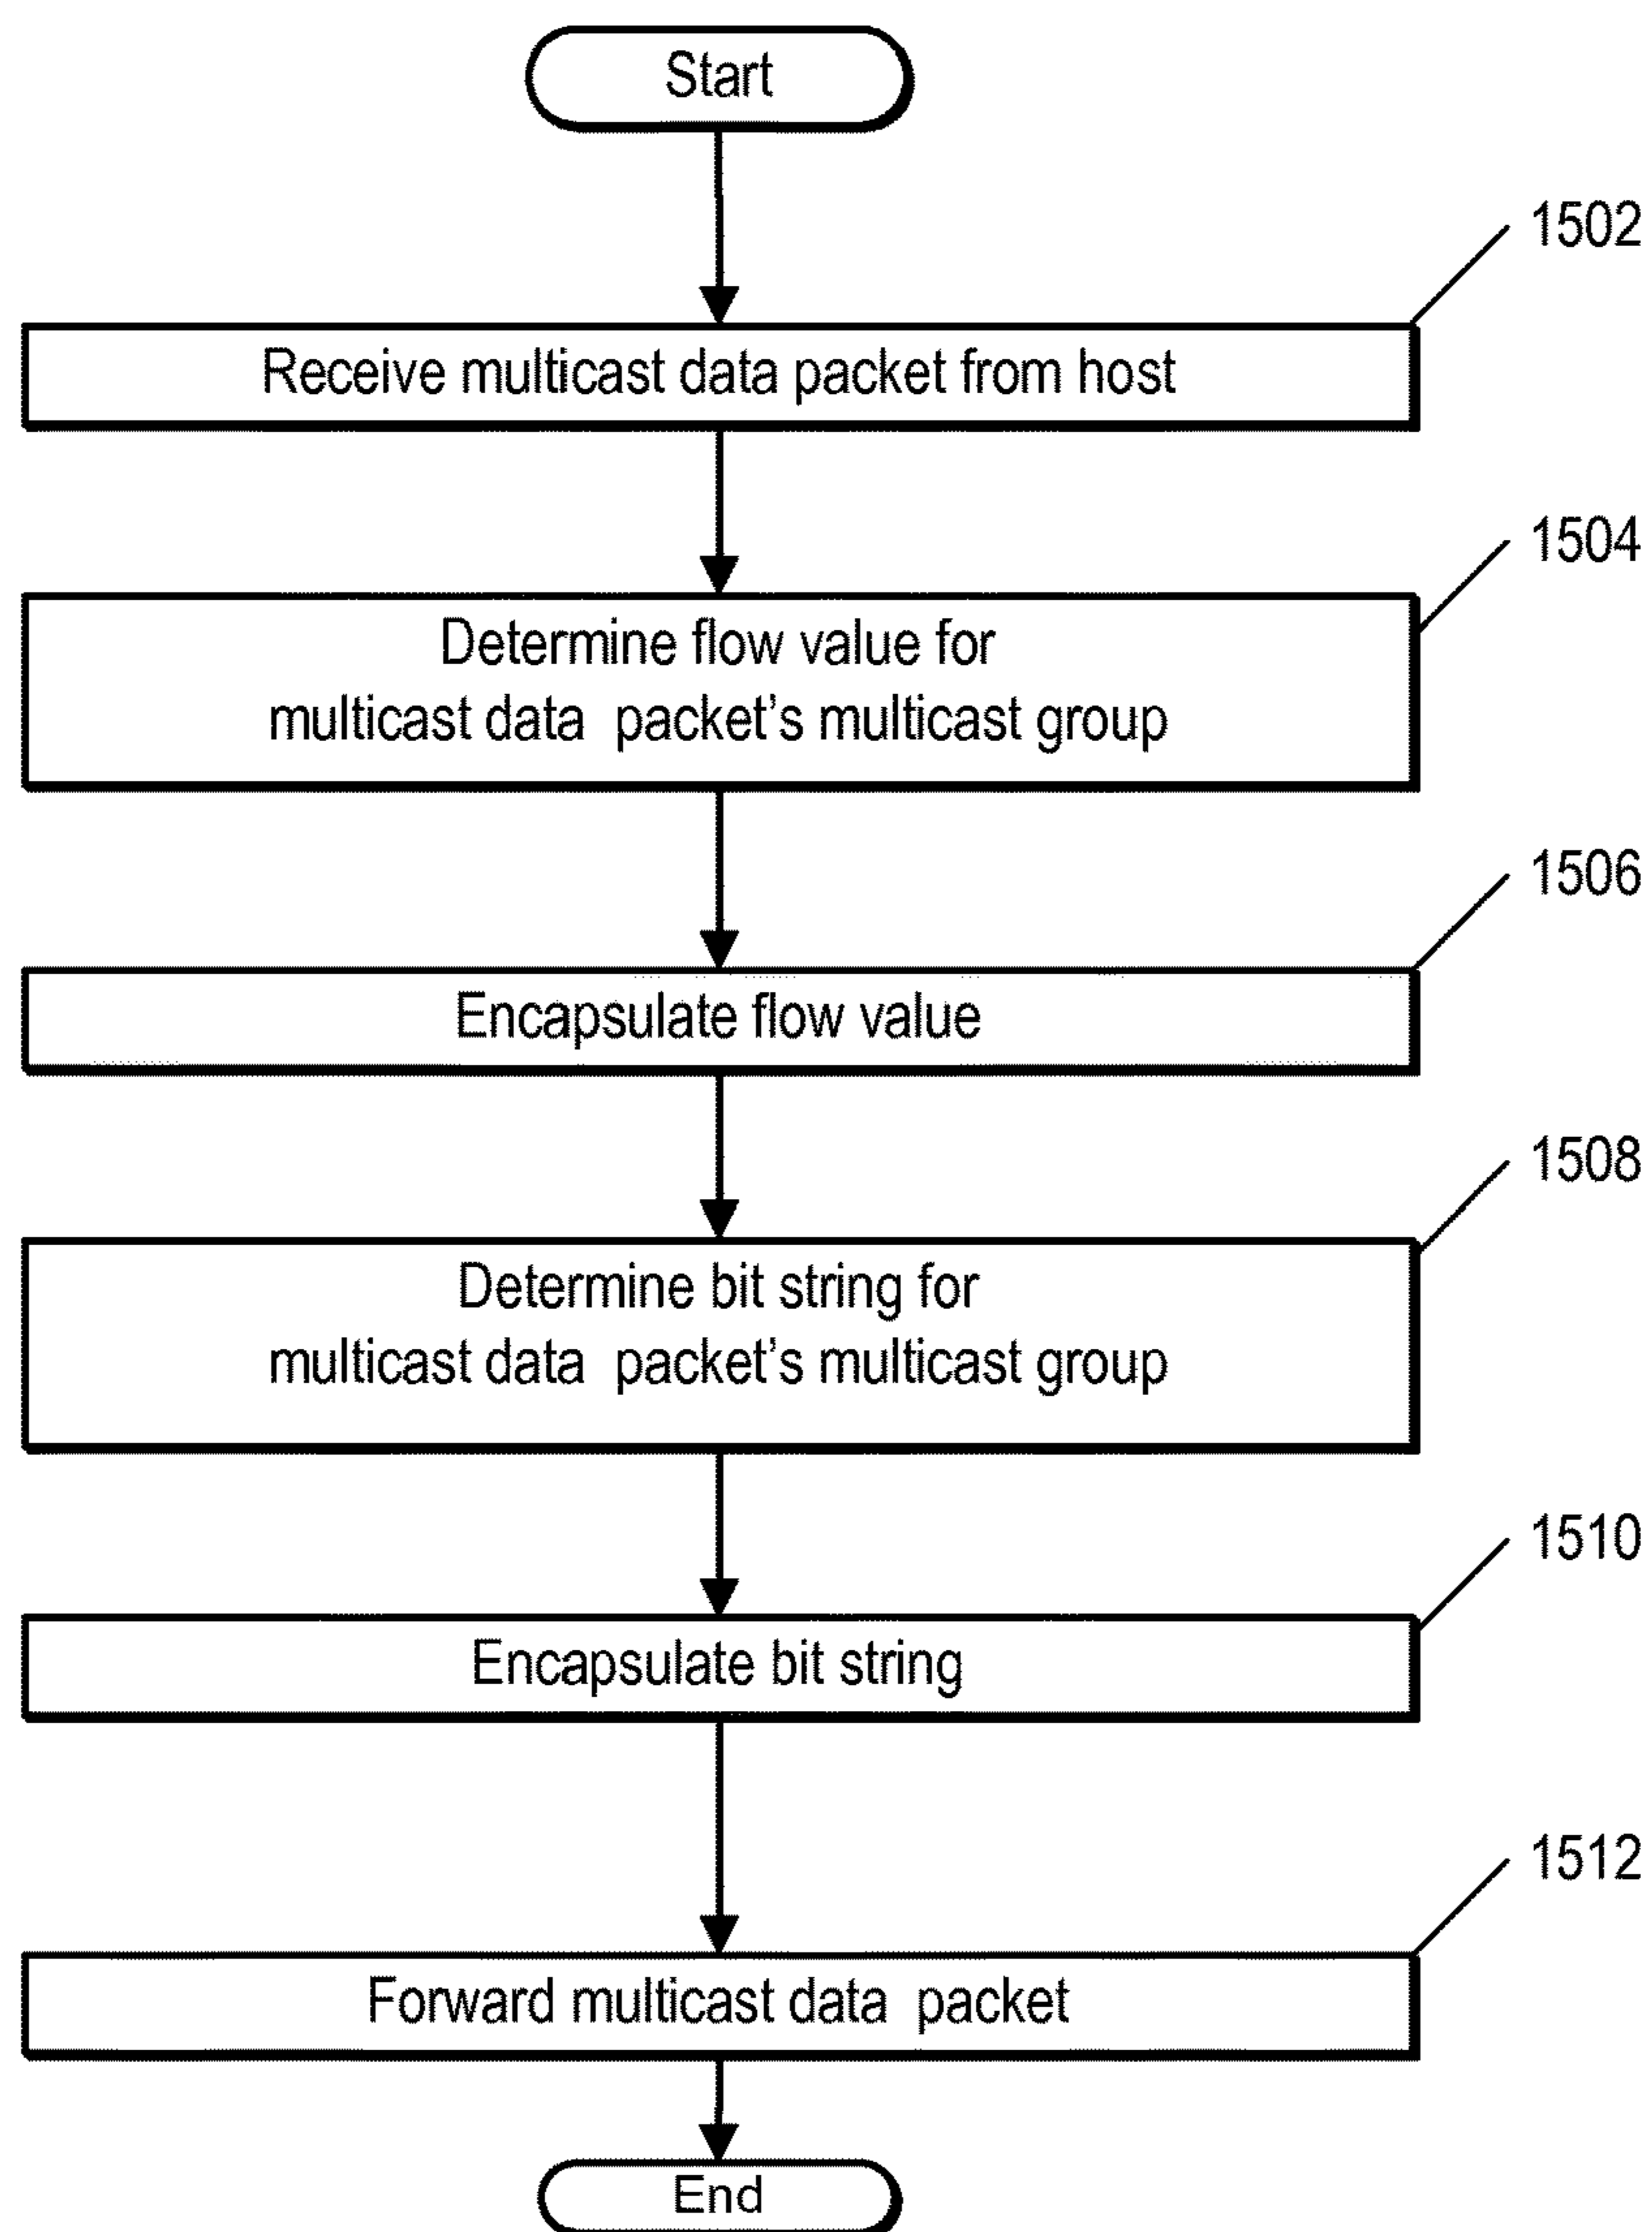 Start
1502
Receive multicast data packet from host
1504
Determine flow value for
multicast data packet’s multicast group
1506
Encapsulate flow value
1508
Determine bit string for
multicast data packet’s multicast group
1510
Encapsulate bit string
1512
Forward multicast data packet
End